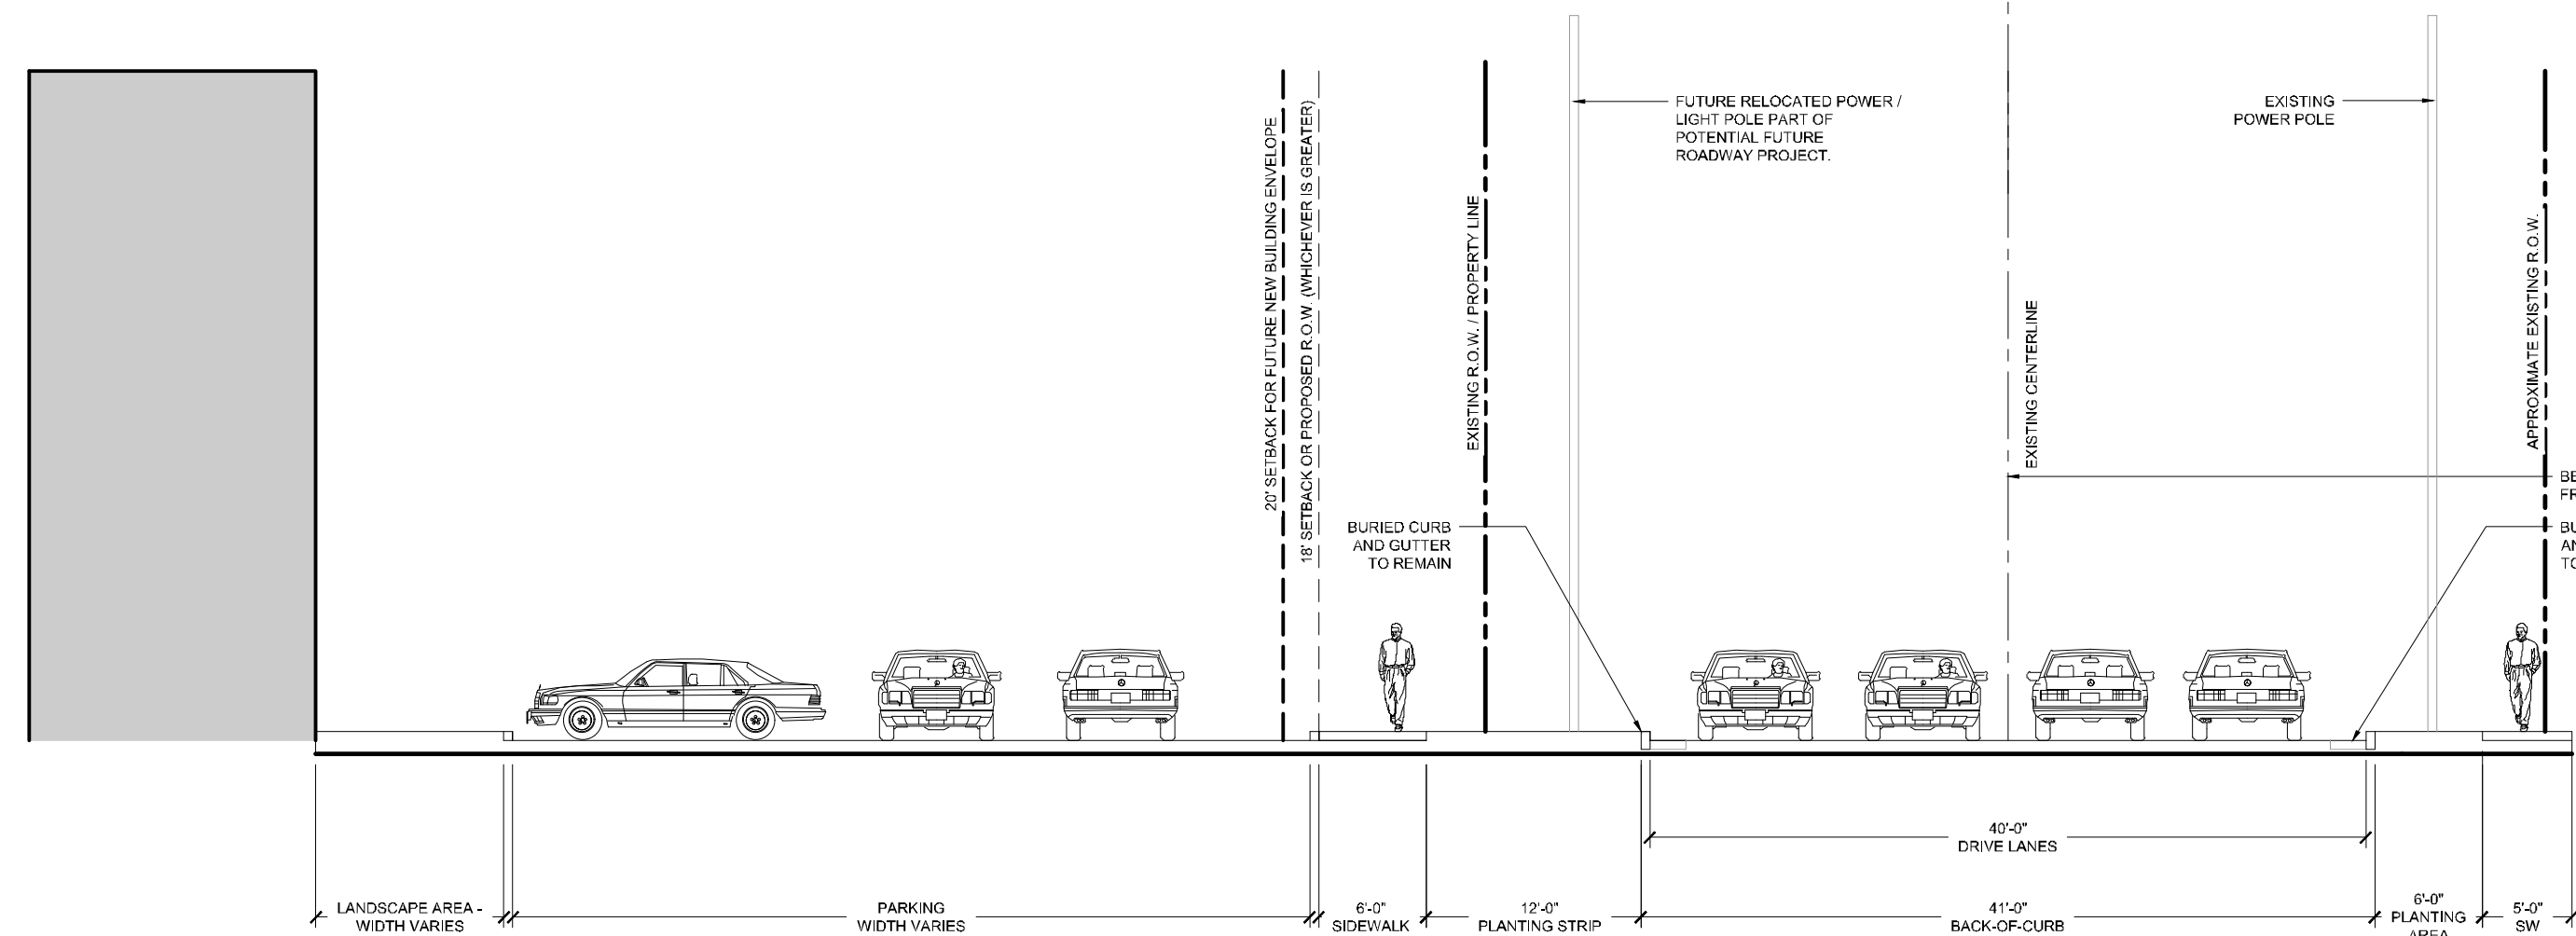 FUTURE RELOCATED POWER /
LIGHT POLE PART OF
POTENTIAL FUTURE
ROADWAY PROJECT.
EXISTING
POWER POLE
20' SETBACK FOR FUTURE NEW BUILDING ENVELOPE
18' SETBACK OR PROPOSED R.O.W. (WHICHEVER IS GREATER)
EXISTING R.O.W. / PROPERTY LINE
EXISTING CENTERLINE
APPROXIMATE EXISTING R.O.W.
BURIED CURB
AND GUTTER
TO REMAIN
40'-0"
DRIVE LANES
LANDSCAPE AREA -
WIDTH VARIES
PARKING
WIDTH VARIES
6'-0"
SIDEWALK
12'-0"
PLANTING STRIP
41'-0"
BACK-OF-CURB
6'-0"
PLANTING
AREA
5'-0"
SW